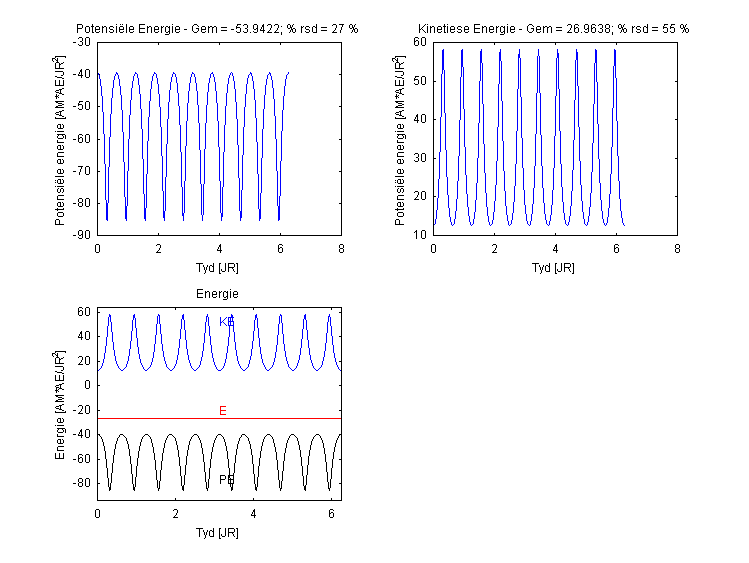 Potensiële Energie - Gem = -53.9422; % rsd = 27 %
Potensiële energie [AM*AE/JR²]
-30
-40
-50
-60
-70
-80
-90
0 2 4 6 8
Tyd [JR]
Kinetiese Energie - Gem = 26.9638; % rsd = 55 %
Potensiële energie [AM*AE/JR²]
60
50
40
30
20
10
0 2 4 6 8
Tyd [JR]
Energie
Energie [AM*AE/JR²]
60
40
20
0
-20
-40
-60
-80
KE
E
PE
0 2 4 6
Tyd [JR]